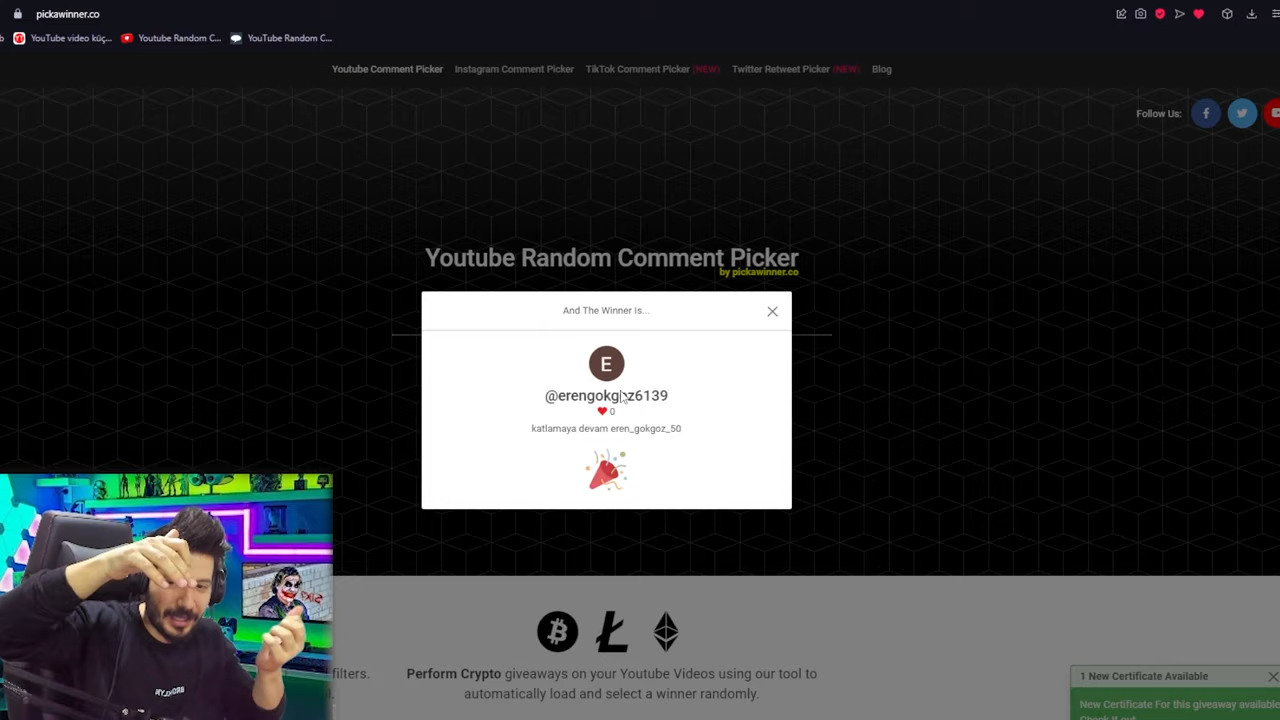 pickawinner.co
YouTube video küç...
Youtube Random C...
YouTube Random C...
Youtube Comment Picker
Instagram Comment Picker
TikTok Comment Picker (NEW)
Twitter Retweet Picker (NEW)
Blog
Follow Us:
Youtube Random Comment Picker
by pickawinner.co
And The Winner Is...
E
@erengokgoz6139
0
katlamaya devam eren_gokgoz_50
filters.
Perform Crypto giveaways on your Youtube Videos using our tool to
automatically load and select a winner randomly.
1 New Certificate Available
New Certificate For this giveaway available
Check it out